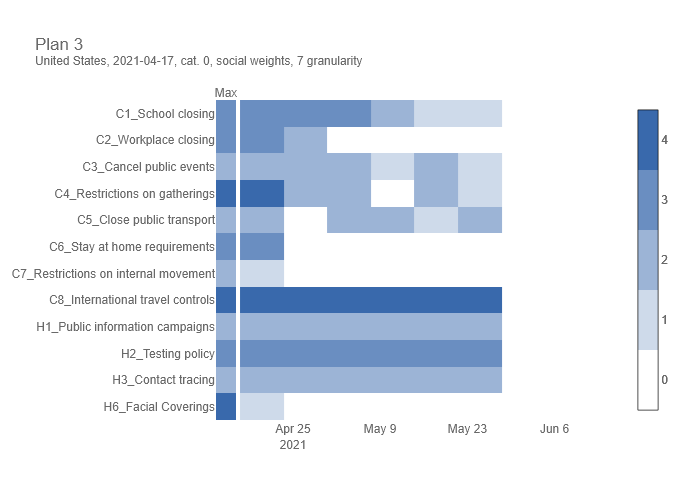 Plan 3
United States, 2021-04-17, cat. 0, social weights, 7 granularity
Max
C1_School closing
C2_Workplace closing
C3_Cancel public events
C4_Restrictions on gatherings
C5_Close public transport
C6_Stay at home requirements
C7_Restrictions on internal movement
C8_International travel controls
H1_Public information campaigns
H2_Testing policy
H3_Contact tracing
H6_Facial Coverings
Apr 25 May 9 May 23 Jun 6
2021
4
3
2
1
0